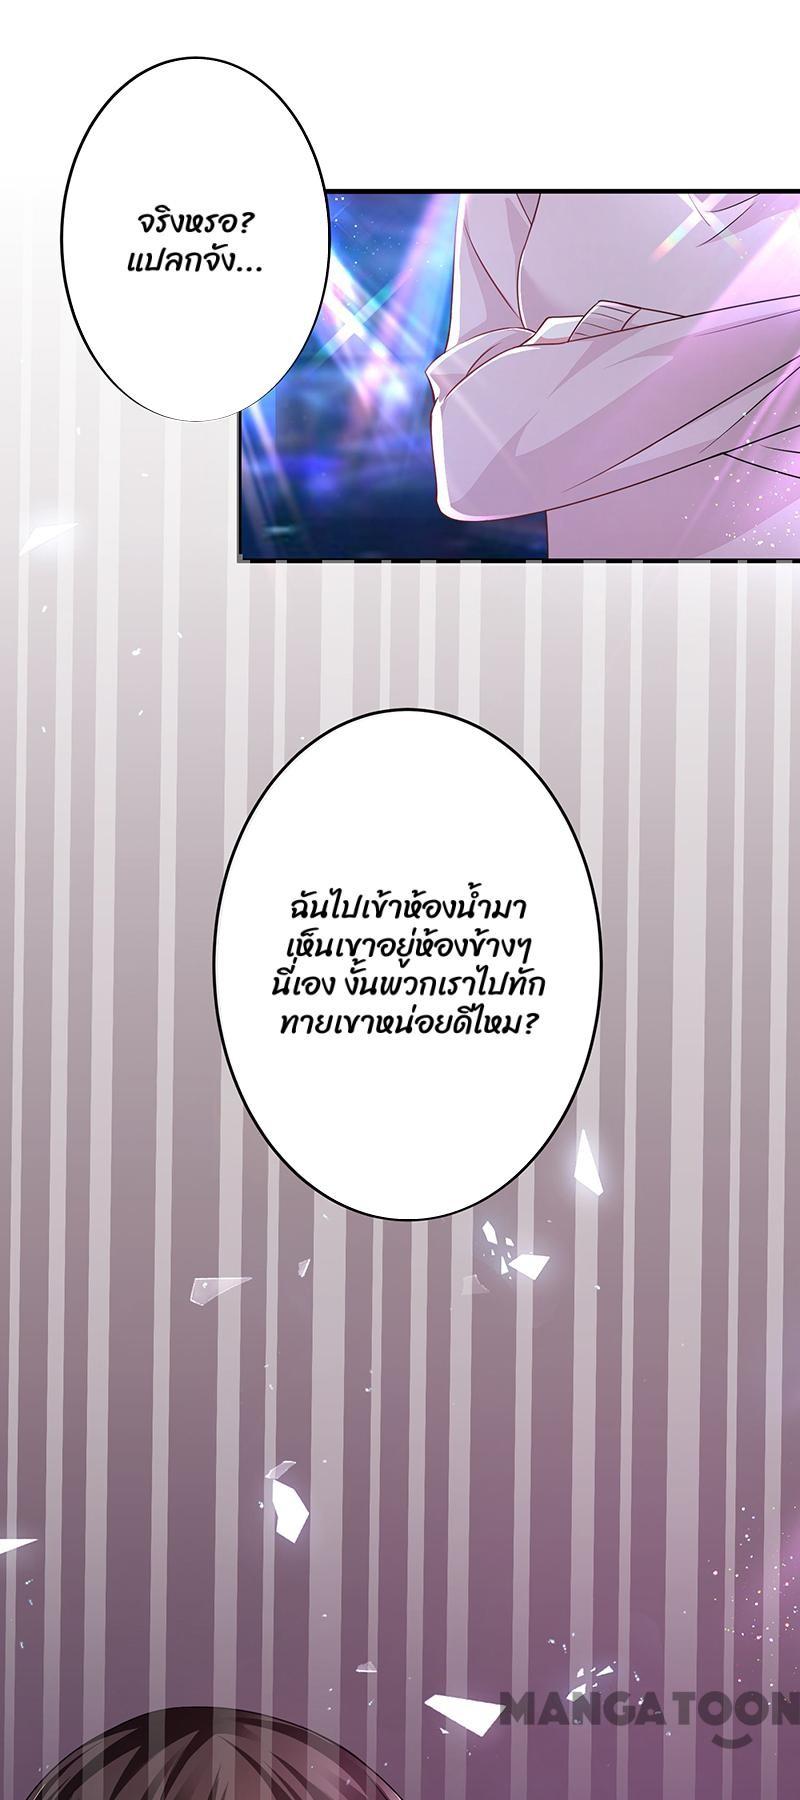 จริงหรอ?
แปลกจัง...
ฉันไปเข้าห้องน้ำมา
เห็นเขาอยู่ห้องข้างๆ
นี่เอง งั้นพวกเราไปทัก
ทายเขาหน่อยดีไหม?
MANGATOON